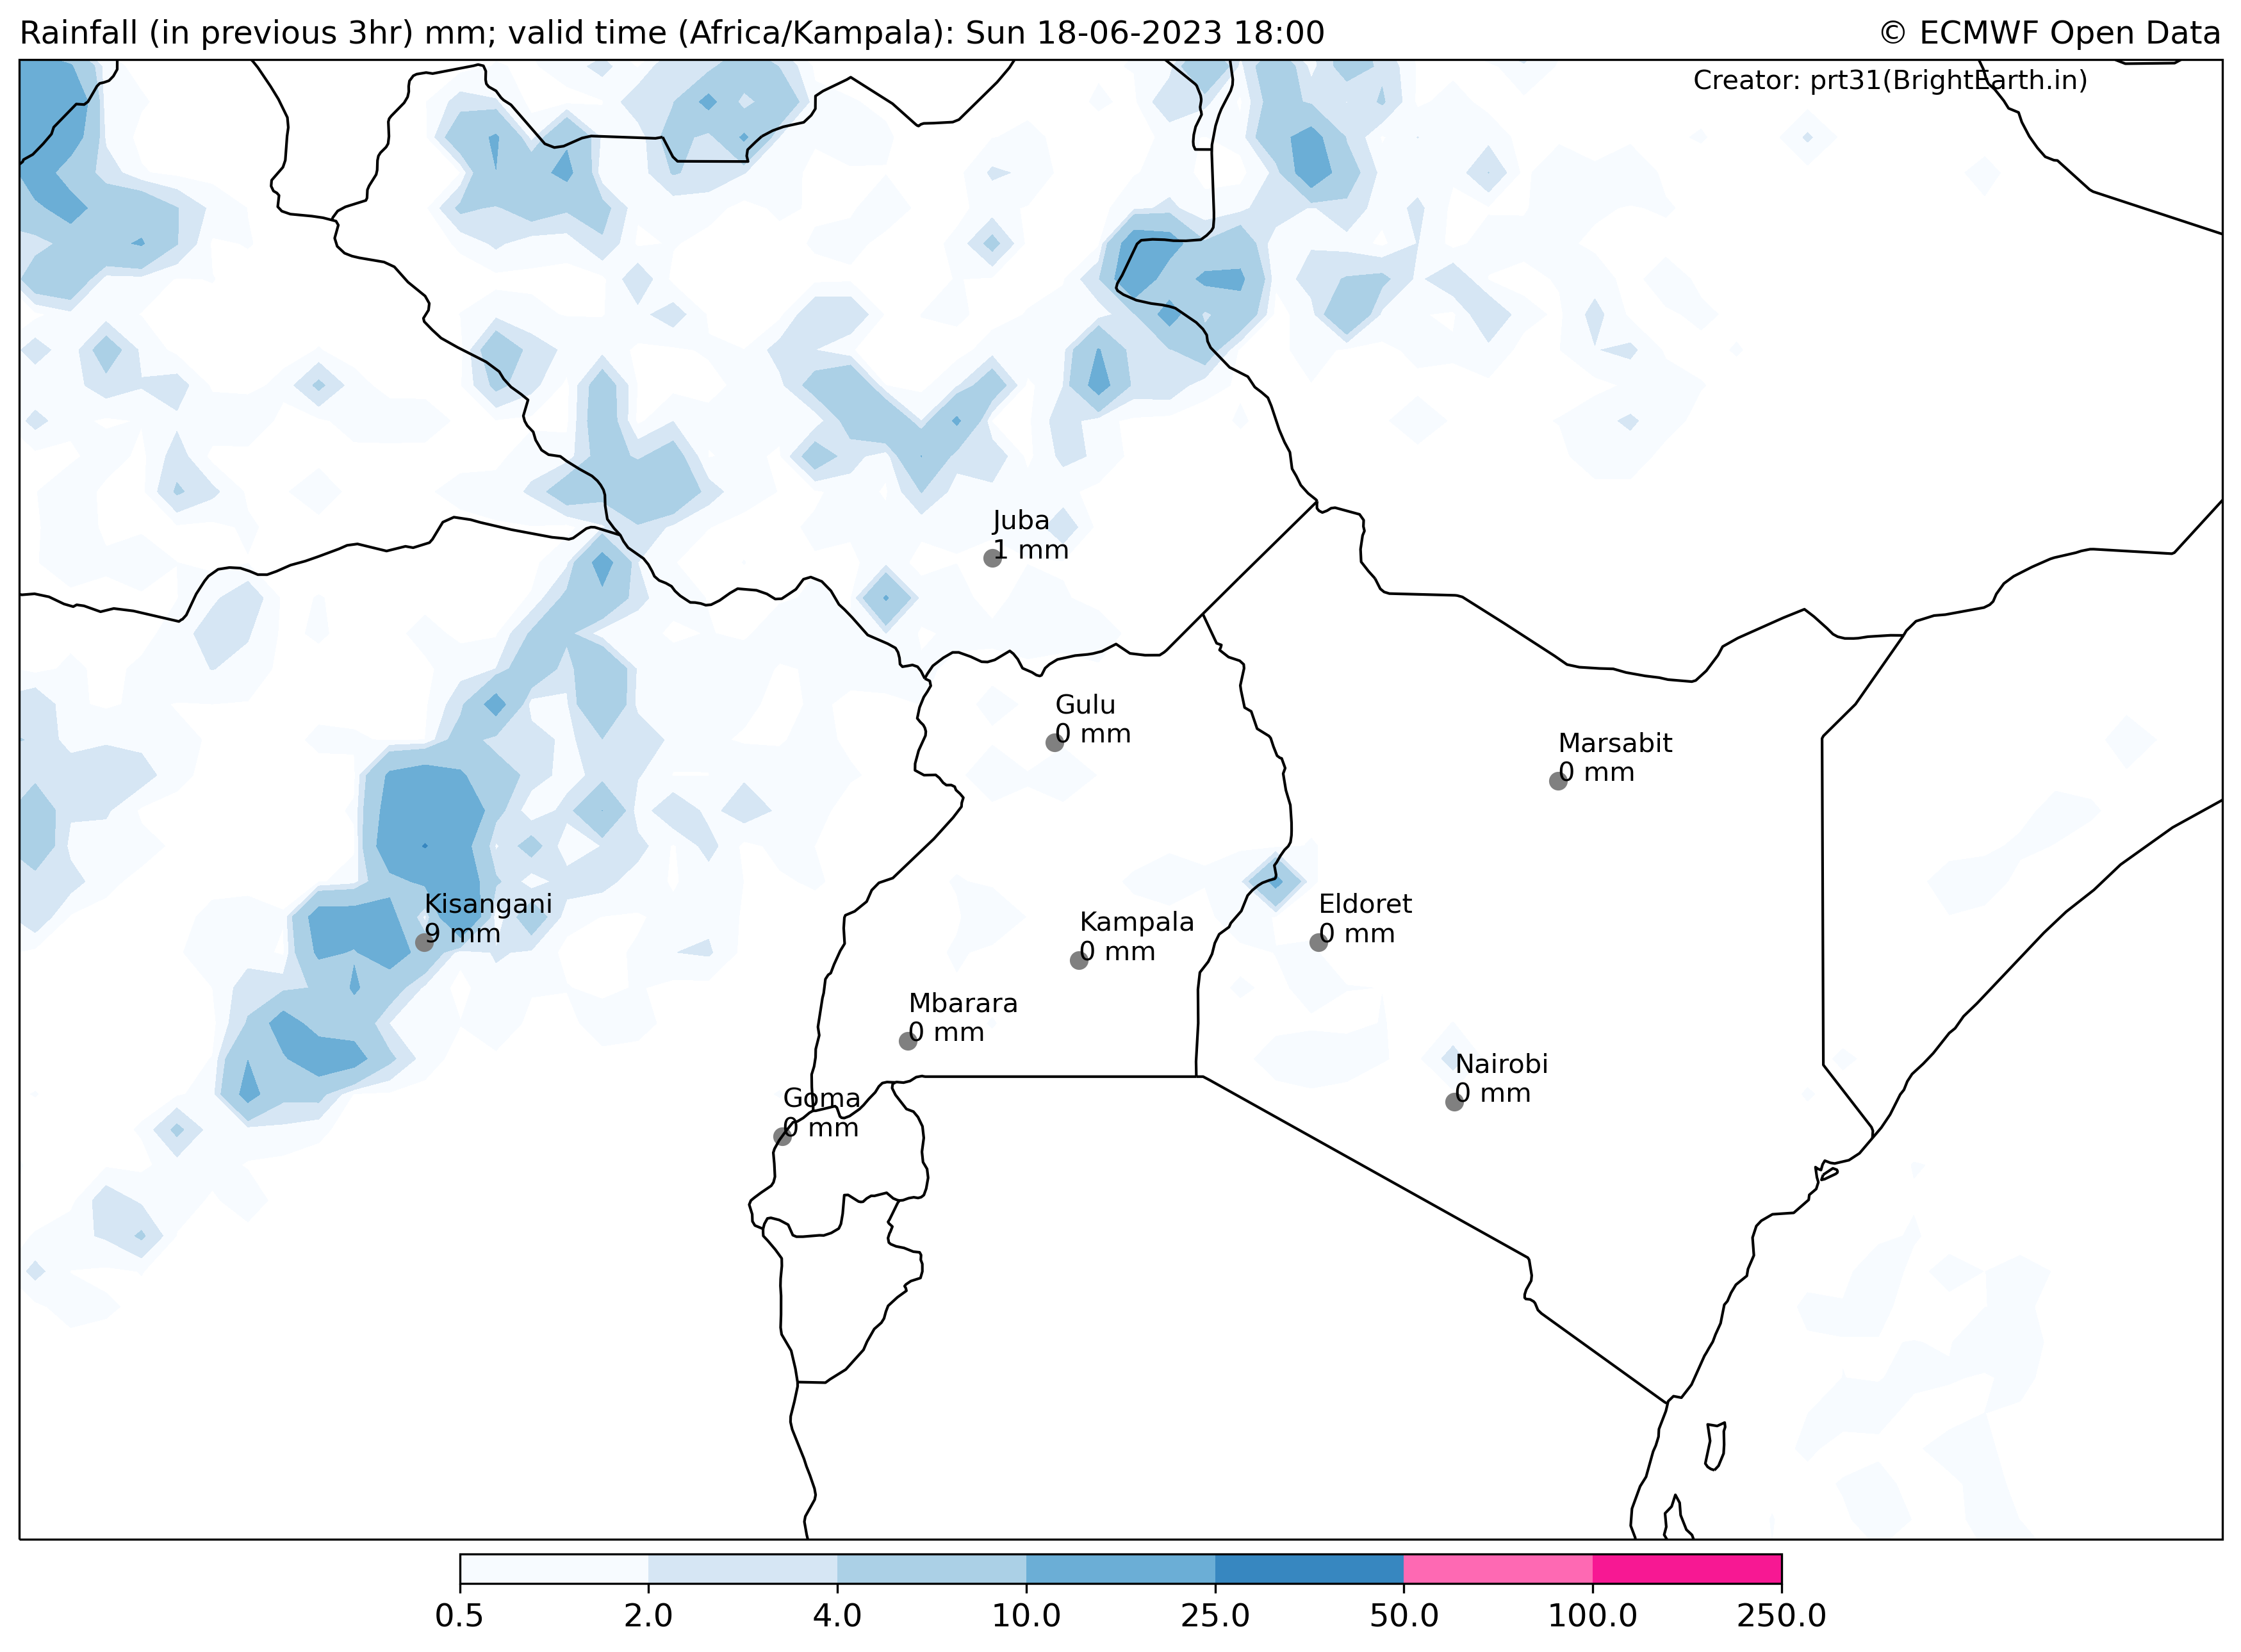 Rainfall (in previous 3hr) mm; valid time (Africa/Kampala): Sun 18-06-2023 18:00
© ECMWF Open Data
Creator: prt31(BrightEarth.in)
Juba
1 mm
Gulu
0 mm
Marsabit
0 mm
Kisangani
9 mm
Kampala
0 mm
Eldoret
0 mm
Mbarara
0 mm
Nairobi
0 mm
Goma
0 mm
0.5 2.0 4.0 10.0 25.0 50.0 100.0 250.0